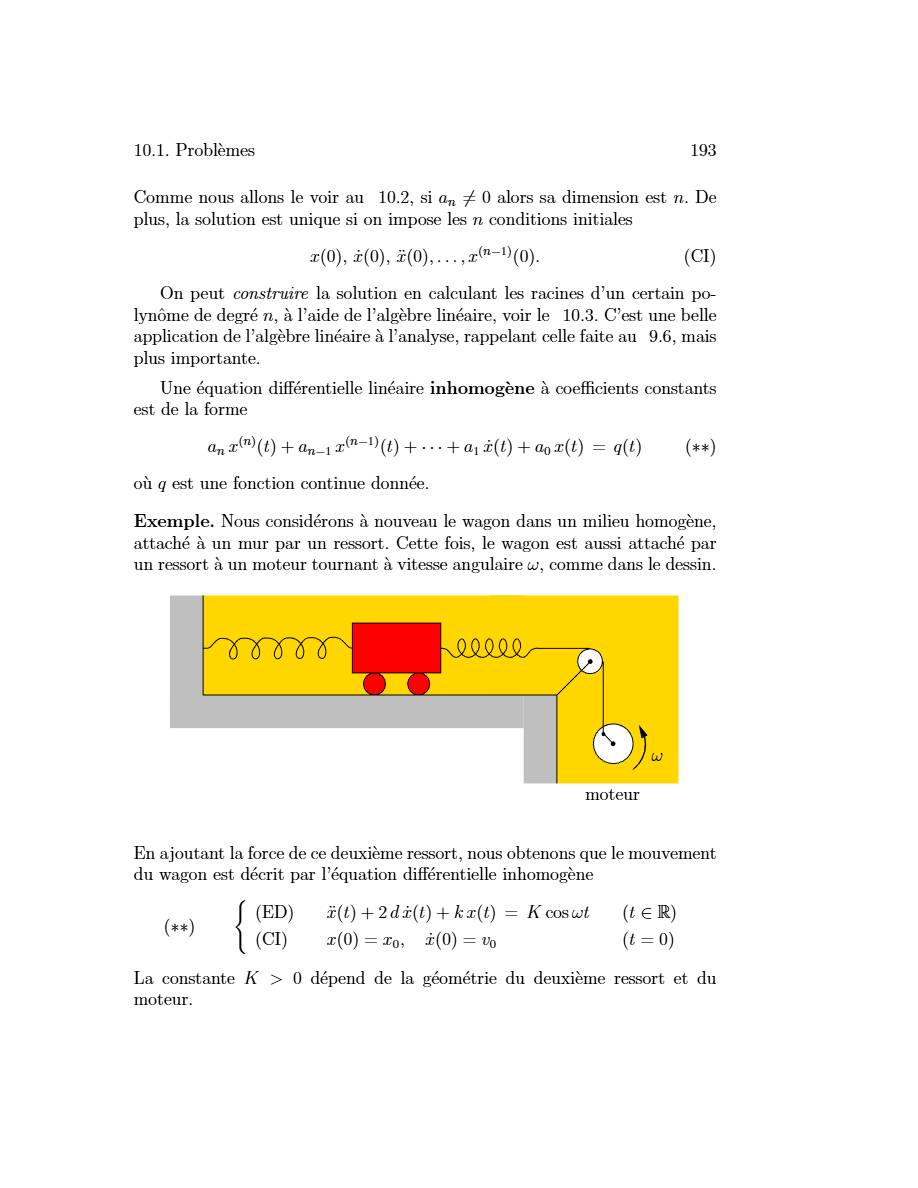 10.1. Problèmes 193
Comme nous allons le voir au 10.2, si aₙ ≠ 0 alors sa dimension est n. De
plus, la solution est unique si on impose les n conditions initiales
x(0), ẋ(0), ẍ(0), . . . , x⁽ⁿ⁻¹⁾(0). (CI)
On peut construire la solution en calculant les racines d'un certain po-
lynôme de degré n, à l'aide de l'algèbre linéaire, voir le 10.3. C'est une belle
application de l'algèbre linéaire à l'analyse, rappelant celle faite au 9.6, mais
plus importante.
Une équation différentielle linéaire inhomogène à coefficients constants
est de la forme
aₙ x⁽ⁿ⁾(t) + aₙ₋₁ x⁽ⁿ⁻¹⁾(t) + · · · + a₁ ẋ(t) + a₀ x(t) = q(t) (∗∗)
où q est une fonction continue donnée.
Exemple. Nous considérons à nouveau le wagon dans un milieu homogène,
attaché à un mur par un ressort. Cette fois, le wagon est aussi attaché par
un ressort à un moteur tournant à vitesse angulaire ω, comme dans le dessin.
ω
moteur
En ajoutant la force de ce deuxième ressort, nous obtenons que le mouvement
du wagon est décrit par l'équation différentielle inhomogène
(∗∗) { (ED) ẍ(t) + 2 d ẋ(t) + k x(t) = K cos ωt (t ∈ ℝ)
(CI) x(0) = x₀, ẋ(0) = v₀ (t = 0)
La constante K > 0 dépend de la géométrie du deuxième ressort et du
moteur.